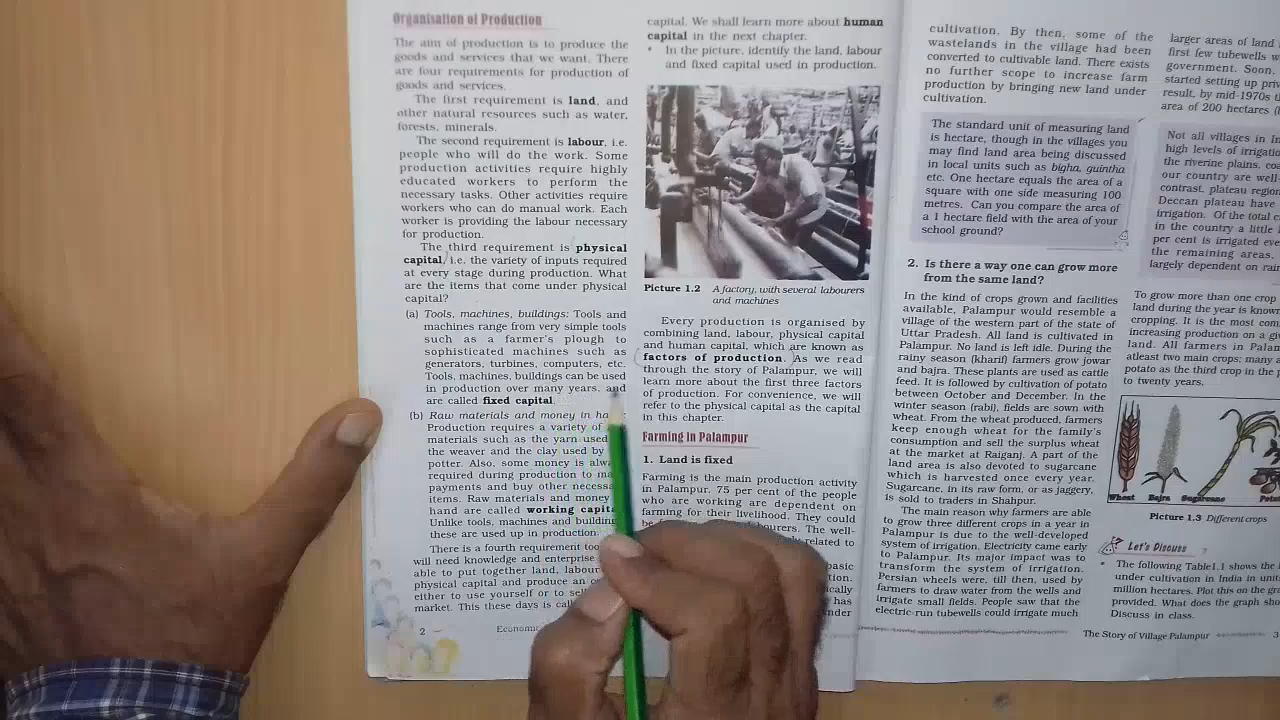 Organisation of Production
The aim of production is to produce the
goods and services that we want. There
are four requirements for production of
goods and services.
The first requirement is land, and
other natural resources such as water,
forests, minerals.
The second requirement is labour, i.e.
people who will do the work. Some
production activities require highly
educated workers to perform the
necessary tasks. Other activities require
workers who can do manual work. Each
worker is providing the labour necessary
for production.
The third requirement is physical
capital, i.e. the variety of inputs required
at every stage during production. What
are the items that come under physical
capital?
(a) Tools, machines, buildings: Tools and
machines range from very simple tools
such as a farmer's plough to
sophisticated machines such as
generators, turbines, computers, etc.
Tools, machines, buildings can be used
in production over many years, and
are called fixed capital
(b) Raw materials and money in
Production requires a variety of
materials such as the yarn used
the weaver and the clay used by
potter. Also, some money is
required during production to
payments and buy other
items. Raw materials and money
hand are called working
Unlike tools, machines and
these are used up in production.
There is a fourth requirement too
will need knowledge and enterprise
able to put together land, labour
physical capital and produce an
either to use yourself or to sell
market. This these days is
2
capital. We shall learn more about human
capital in the next chapter.
• In the picture, identify the land, labour
and fixed capital used in production.
Picture 1.2 A factory, with several labourers
and machines
Every production is organised by
combining land, labour, physical capital
and human capital, which are known as
factors of production. As we read
through the story of Palampur, we will
learn more about the first three factors
of production. For convenience, we will
refer to the physical capital as the capital
in this chapter.
Farming in Palampur
1. Land is fixed
Farming is the main production activity
in Palampur. 75 per cent of the people
who are working are dependent on
farming for their livelihood. They could
be The well-
related to
basic
has
cultivation. By then, some of the
wastelands in the village had been
converted to cultivable land. There exists
no further scope to increase farm
production by bringing new land under
cultivation.
The standard unit of measuring land
is hectare, though in the villages you
may find land area being discussed
in local units such as bigha, guintha
etc. One hectare equals the area of a
square with one side measuring 100
metres. Can you compare the area of
a 1 hectare field with the area of your
school ground?
2. Is there a way one can grow more
from the same land?
In the kind of crops grown and facilities
available, Palampur would resemble a
village of the western part of the state of
Uttar Pradesh. All land is cultivated in
Palampur. No land is left idle. During the
rainy season (kharif) farmers grow jowar
and bajra. These plants are used as cattle
feed. It is followed by cultivation of potato
between October and December. In the
winter season (rabi), fields are sown with
wheat. From the wheat produced, farmers
keep enough wheat for the family's
consumption and sell the surplus wheat
at the market at Raiganj. A part of the
land area is also devoted to sugarcane
which is harvested once every year.
Sugarcane, in its raw form, or as jaggery,
is sold to traders in Shahpur.
The main reason why farmers are able
to grow three different crops in a year in
Palampur is due to the well-developed
system of irrigation. Electricity came early
to Palampur. Its major impact was to
transform the system of irrigation.
Persian wheels were, till then, used by
farmers to draw water from the wells and
irrigate small fields. People saw that the
electric-run tubewells could irrigate much
larger areas of land
first few tubewells
government. Soon,
started setting up
result, by mid-1970s
area of 200 hectares
Not all villages in
high levels of
the riverine plains,
our country are well-
contrast, plateau
Deccan plateau have
irrigation. Of the total
in the country a little
per cent is irrigated
the remaining areas,
largely dependent on
To grow more than one crop
land during the year is known
cropping. It is the most
increasing production on a
land. All farmers in
atleast two main crops; many
potato as the third crop in the
to twenty years.
Wheat Bajra Sugarcane
Picture 1.3 Different crops
Let's Discuss
• The following Table1.1 shows the
under cultivation in India in
million hectares. Plot this on the
provided. What does the graph
Discuss in class.
The Story of Village Palampur 3